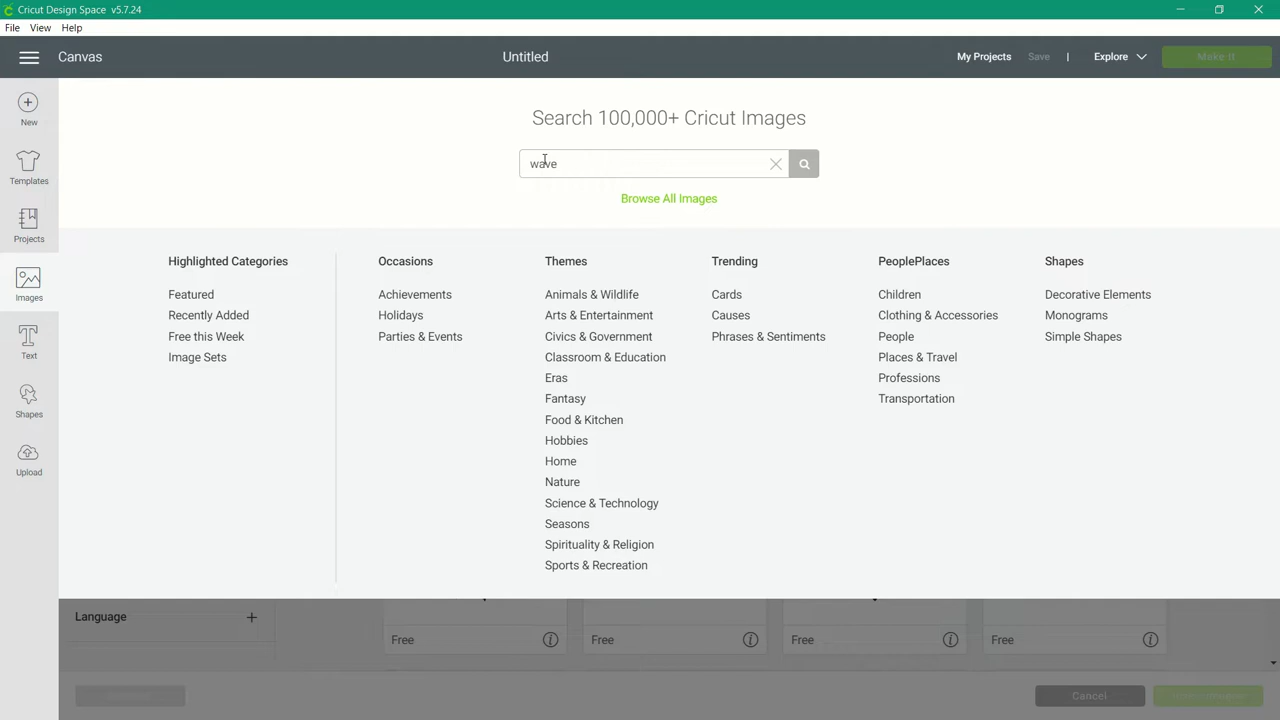 Cricut Design Space v5.7.24
File View Help
Canvas
Untitled
My Projects Save | Explore Make It
New
Templates
Projects
Images
Text
Shapes
Upload
Search 100,000+ Cricut Images
wave
Browse All Images
Highlighted Categories
Featured
Recently Added
Free this Week
Image Sets
Occasions
Achievements
Holidays
Parties & Events
Themes
Animals & Wildlife
Arts & Entertainment
Civics & Government
Classroom & Education
Eras
Fantasy
Food & Kitchen
Hobbies
Home
Nature
Science & Technology
Seasons
Spirituality & Religion
Sports & Recreation
Trending
Cards
Causes
Phrases & Sentiments
PeoplePlaces
Children
Clothing & Accessories
People
Places & Travel
Professions
Transportation
Shapes
Decorative Elements
Monograms
Simple Shapes
Language
Free Free Free Free
Cancel